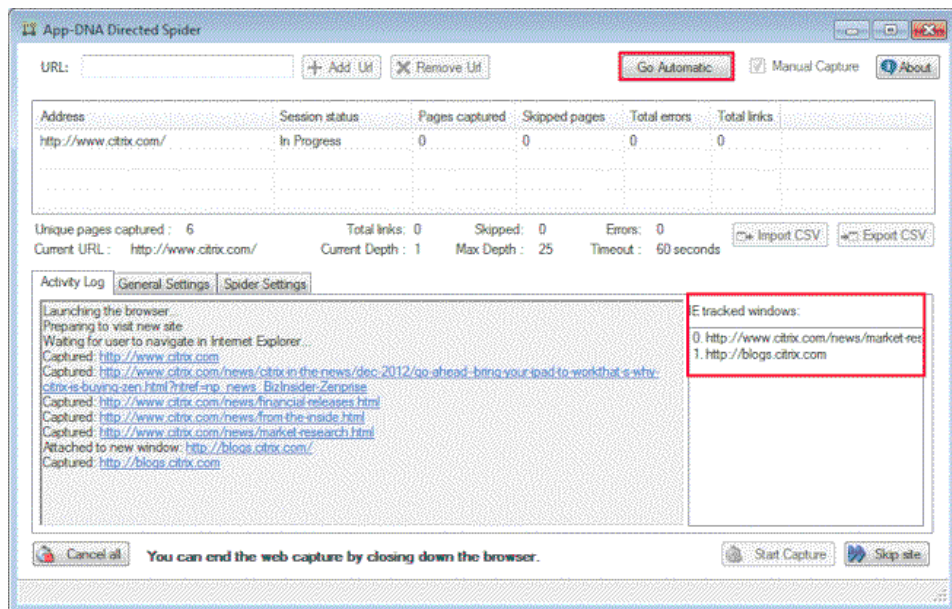 App-DNA Directed Spider
URL: Add Url Remove Url Go Automatic Manual Capture About
Address Session status Pages captured Skipped pages Total errors Total links
http://www.citrix.com/ In Progress 0 0 0 0
Unique pages captured : 6 Total links: 0 Skipped: 0 Errors: 0 Import CSV Export CSV
Current URL : http://www.citrix.com/ Current Depth : 1 Max Depth : 25 Timeout : 60 seconds
Activity Log General Settings Spider Settings
Launching the browser...
Preparing to visit new site
Waiting for user to navigate in Internet Explorer...
Captured: http://www.citrix.com
Captured: http://www.citrix.com/news/citrix-in-the-news/dec-2012/go-ahead--bring-your-ipad-to-workthat-s-why-
citrix-is-buying-zen.html?ntref=np_news_BizInsider-Zenprise
Captured: http://www.citrix.com/news/financial-releases.html
Captured: http://www.citrix.com/news/from-the-inside.html
Captured: http://www.citrix.com/news/market-research.html
Attached to new window: http://blogs.citrix.com/
Captured: http://blogs.citrix.com
IE tracked windows:
0. http://www.citrix.com/news/market-res
1. http://blogs.citrix.com
Cancel all You can end the web capture by closing down the browser. Start Capture Skip site